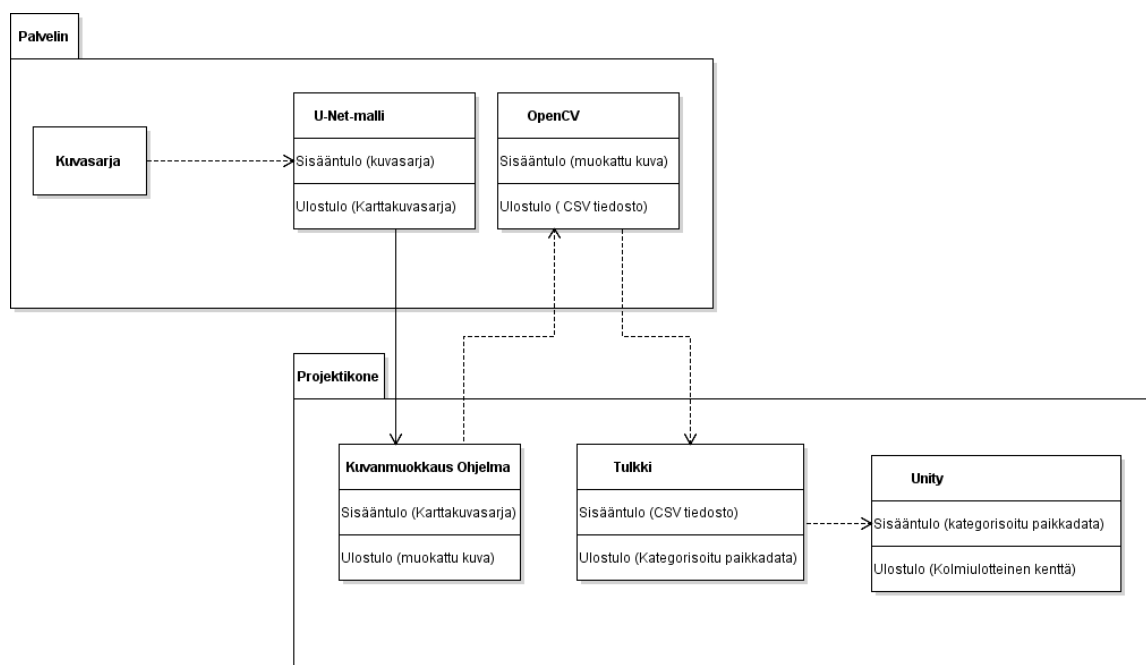 Palvelin
U-Net-malli
OpenCV
Kuvasarja
Sisääntulo (kuvasarja)
Sisääntulo (muokattu kuva)
Ulostulo (Karttakuvasarja)
Ulostulo ( CSV tiedosto)
Projektikone
Kuvanmuokkaus Ohjelma
Sisääntulo (Karttakuvasarja)
Ulostulo (muokattu kuva)
Tulkki
Sisääntulo (CSV tiedosto)
Ulostulo (Kategorisoitu paikkadata)
Unity
Sisääntulo (kategorisoitu paikkadata)
Ulostulo (Kolmiulotteinen kenttä)